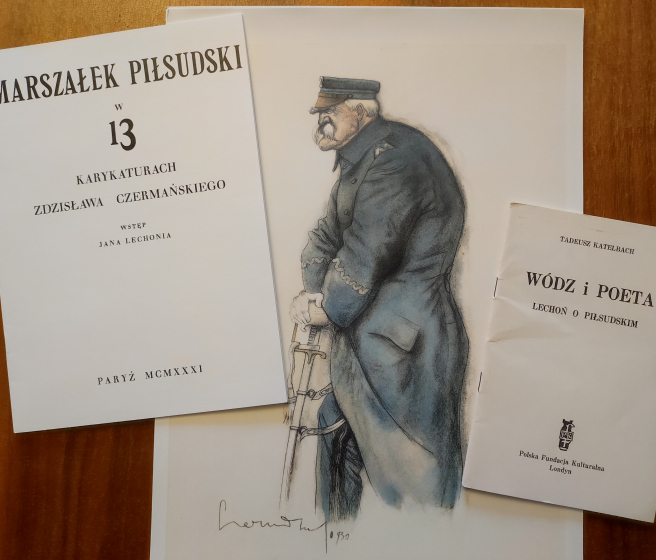 MARSZAŁEK PIŁSUDSKI
W
13
KARYKATURACH
ZDZISŁAWA CZERMAŃSKIEGO
WSTĘP
JANA LECHONIA
PARYŻ MCMXXXI
TADEUSZ KATELBACH
WÓDZ i POETA
LECHOŃ O PIŁSUDSKIM
Polska Fundacja Kulturalna
Londyn